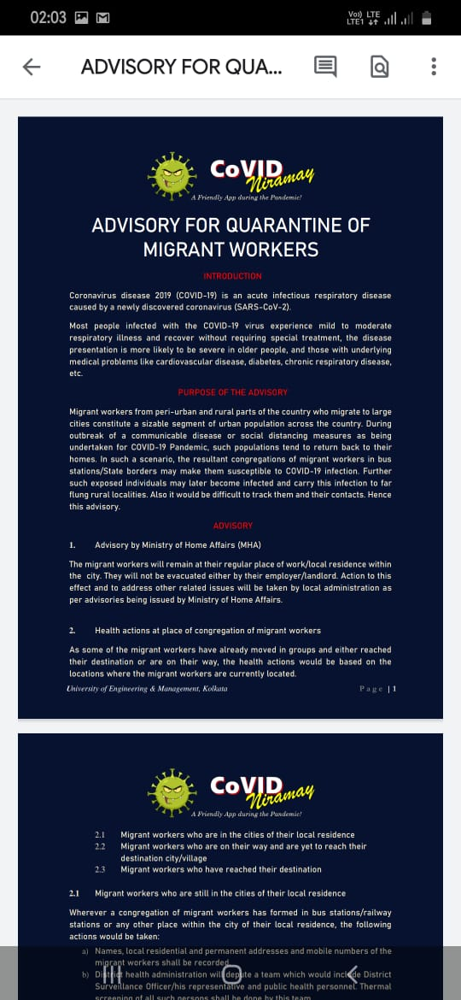 02:03
Vo)) LTE
LTE1
ADVISORY FOR QUA...
CoVID
Niramay
A Friendly App during the Pandemic!
ADVISORY FOR QUARANTINE OF
MIGRANT WORKERS
INTRODUCTION
Coronavirus disease 2019 (COVID-19) is an acute infectious respiratory disease
caused by a newly discovered coronavirus (SARS-CoV-2).
Most people infected with the COVID-19 virus experience mild to moderate
respiratory illness and recover without requiring special treatment, the disease
presentation is more likely to be severe in older people, and those with underlying
medical problems like cardiovascular disease, diabetes, chronic respiratory disease,
etc.
PURPOSE OF THE ADVISORY
Migrant workers from peri-urban and rural parts of the country who migrate to large
cities constitute a sizable segment of urban population across the country. During
outbreak of a communicable disease or social distancing measures as being
undertaken for COVID-19 Pandemic, such populations tend to return back to their
homes. In such a scenario, the resultant congregations of migrant workers in bus
stations/State borders may make them susceptible to COVID-19 infection. Further
such exposed individuals may later become infected and carry this infection to far
flung rural localities. Also it would be difficult to track them and their contacts. Hence
this advisory.
ADVISORY
1. Advisory by Ministry of Home Affairs (MHA)
The migrant workers will remain at their regular place of work/local residence within
the city. They will not be evacuated either by their employer/landlord. Action to this
effect and to address other related issues will be taken by local administration as
per advisories being issued by Ministry of Home Affairs.
2. Health actions at place of congregation of migrant workers
As some of the migrant workers have already moved in groups and either reached
their destination or are on their way, the health actions would be based on the
locations where the migrant workers are currently located.
University of Engineering & Management, Kolkata Page | 1
CoVID
Niramay
A Friendly App during the Pandemic!
2.1 Migrant workers who are in the cities of their local residence
2.2 Migrant workers who are on their way and are yet to reach their
destination city/village
2.3 Migrant workers who have reached their destination
2.1 Migrant workers who are still in the cities of their local residence
Wherever a congregation of migrant workers has formed in bus stations/railway
stations or any other place within the city of their local residence, the following
actions would be taken:
a) Names, local residential and permanent addresses and mobile numbers of the
migrant workers shall be recorded
b) District health administration will depute a team which would include District
Surveillance Officer/his representative and public health personnel. Thermal
screening of all such persons shall be done by this team